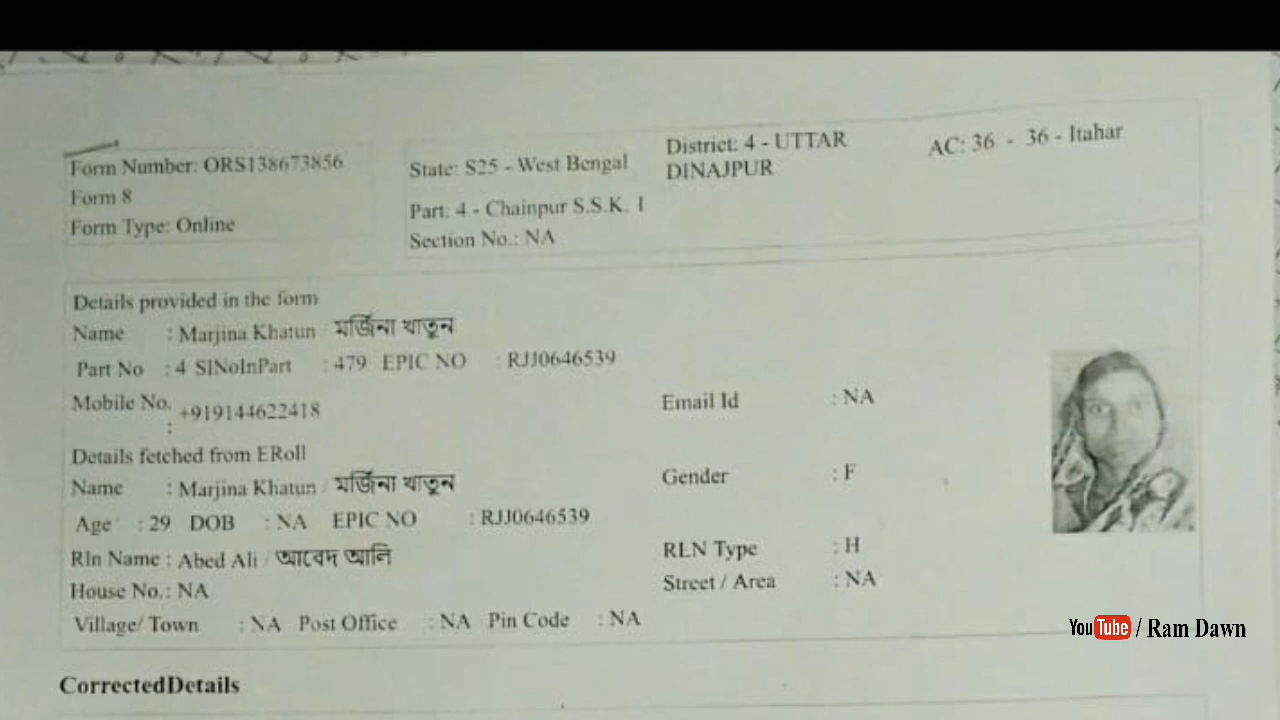 Form Number: ORS138673856
Form 8
Form Type: Online
State: S25 - West Bengal
Part: 4 - Chainpur S.S.K. I
Section No.: NA
District: 4 - UTTAR
DINAJPUR
AC: 36 - 36 - Itahar
Details provided in the form
Name : Marjina Khatun / মর্জিনা খাতুন
Part No : 4 SlNoInPart : 479 EPIC NO : RJJ0646539
Mobile No. : +919144622418
Email Id : NA
Details fetched from ERoll
Name : Marjina Khatun / মর্জিনা খাতুন
Gender : F
Age : 29 DOB : NA EPIC NO : RJJ0646539
Rln Name : Abed Ali / আবেদ আলি
RLN Type : H
House No.: NA
Street / Area : NA
Village/ Town : NA Post Office : NA Pin Code : NA
YouTube / Ram Dawn
CorrectedDetails